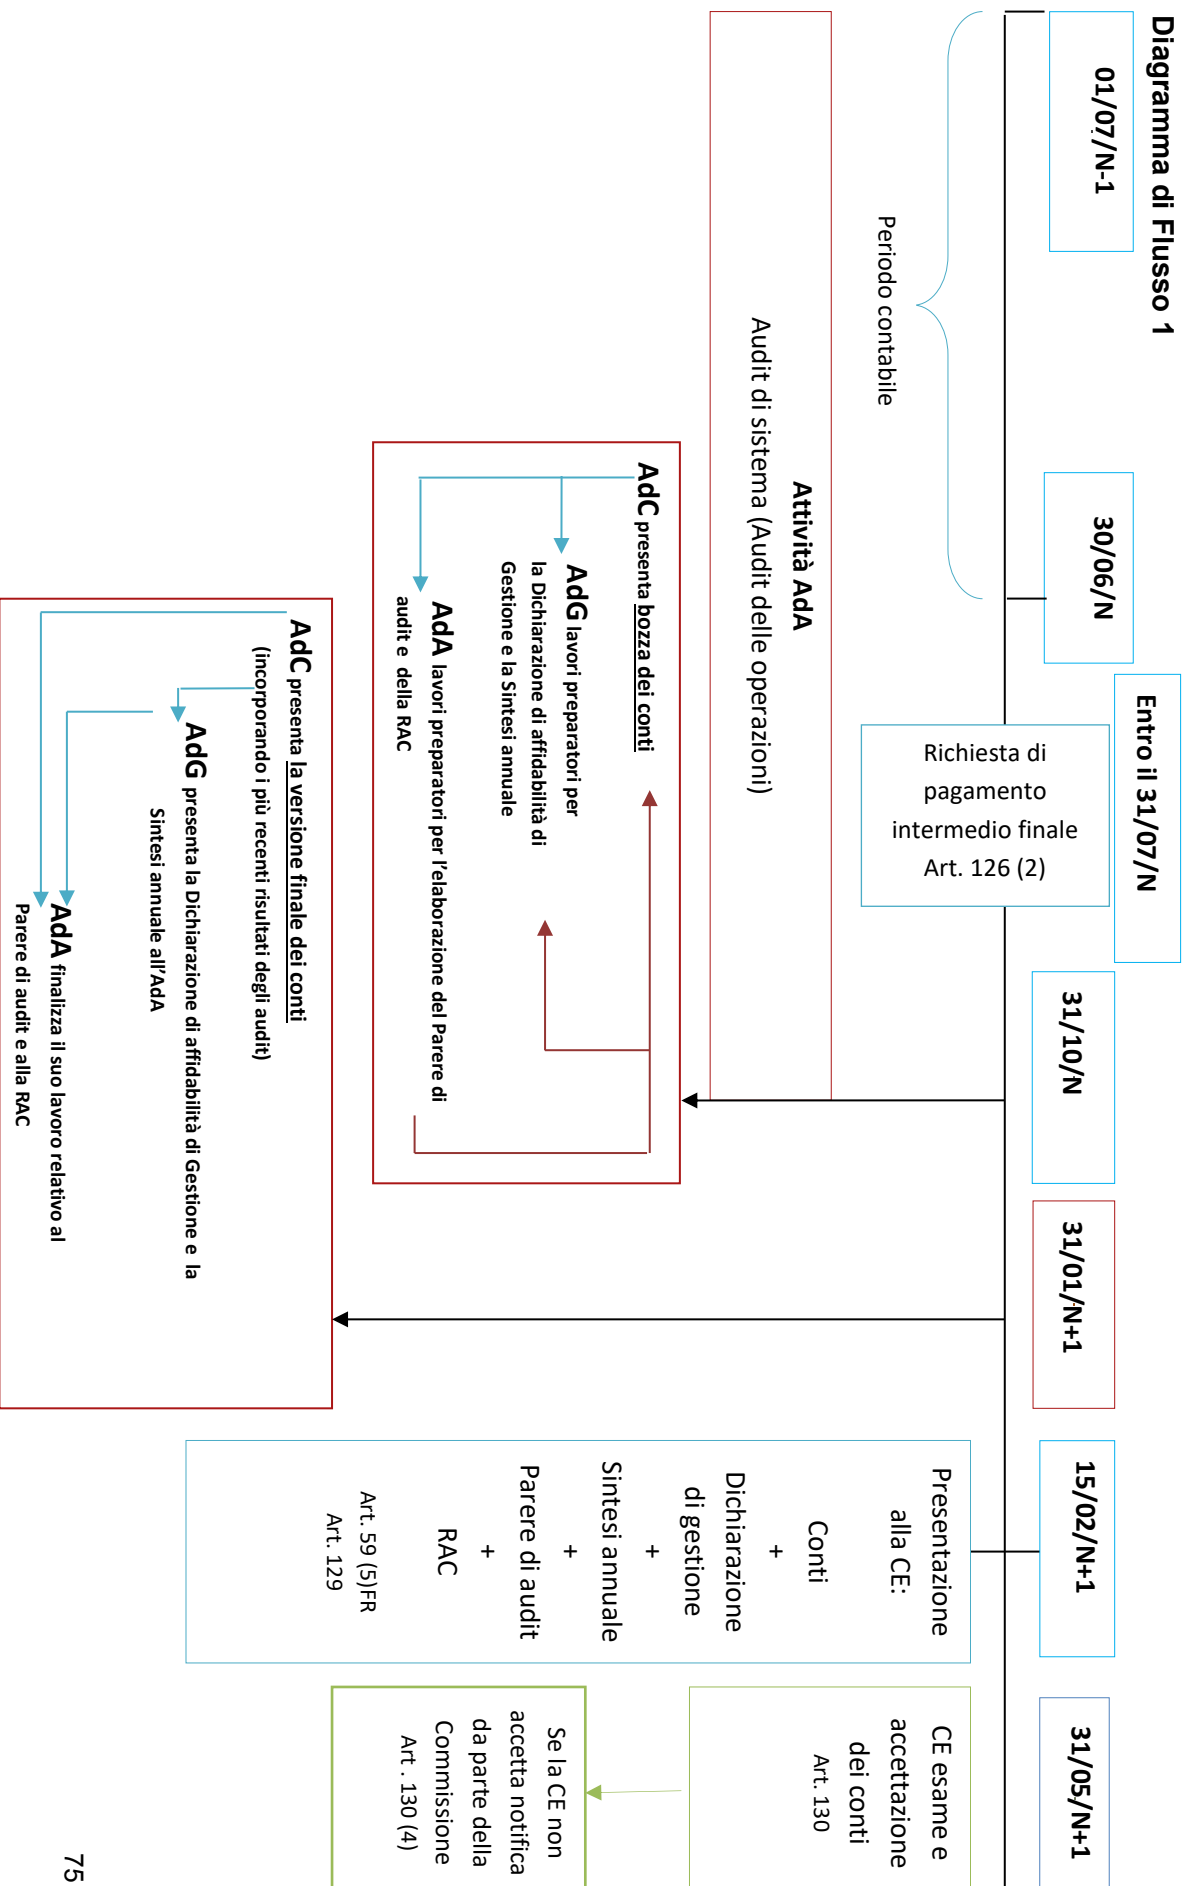 Diagramma di Flusso 1
01/07/N-1
30/06/N
Entro il 31/07/N
31/10/N
31/01/N+1
15/02/N+1
31/05/N+1
Periodo contabile
Richiesta di
pagamento
intermedio finale
Art. 126 (2)
Attività AdA
Audit di sistema (Audit delle operazioni)
AdC presenta bozza dei conti
AdG lavori preparatori per
la Dichiarazione di affidabilità di
Gestione e la Sintesi annuale
AdA lavori preparatori per l'elaborazione del Parere di
audit e della RAC
AdC presenta la versione finale dei conti
(incorporando i più recenti risultati degli audit)
AdG presenta la Dichiarazione di affidabilità di Gestione e la
Sintesi annuale all'AdA
AdA finalizza il suo lavoro relativo al
Parere di audit e alla RAC
Presentazione
alla CE:
Conti
+
Dichiarazione
di gestione
+
Sintesi annuale
+
Parere di audit
+
RAC
Art. 59 (5)FR
Art. 129
CE esame e
accettazione
dei conti
Art. 130
Se la CE non
accetta notifica
da parte della
Commissione
Art . 130 (4)
75